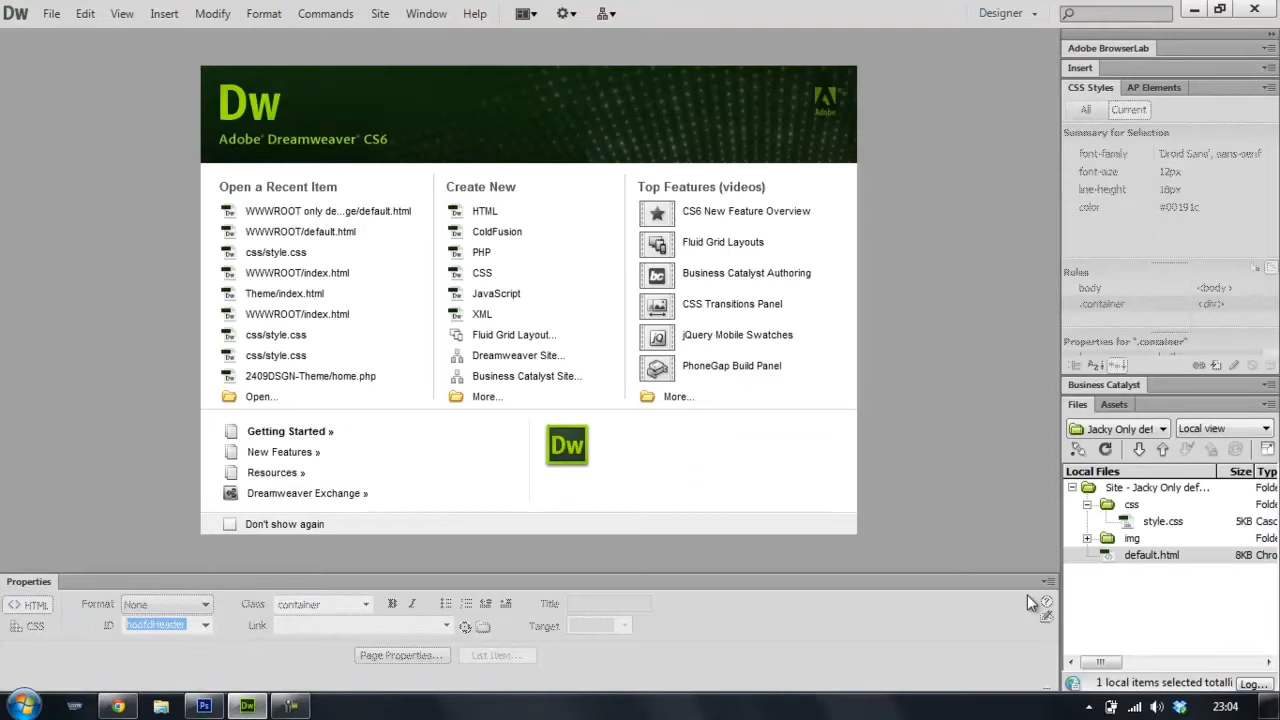 Dw File Edit View Insert Modify Format Commands Site Window Help Designer
Adobe BrowserLab
Insert
CSS Styles AP Elements
All Current
Summary for Selection
font-family 'Droid Sans', sans-serif
font-size 12px
line-height 18px
color #00191c
Rules
body <body>
.container <div>
Properties for ".container"
Business Catalyst
Files Assets
Jacky Only def Local view
Local Files Size Typ
Site - Jacky Only def... Folde
css Folde
style.css 5KB Casc
img Folde
default.html 8KB Chro
1 local items selected totalli Log...
Dw
Adobe
Adobe® Dreamweaver® CS6
Open a Recent Item
WWWROOT only de...ge/default.html
WWWROOT/default.html
css/style.css
WWWROOT/index.html
Theme/index.html
WWWROOT/index.html
css/style.css
css/style.css
2409DSGN-Theme/home.php
Open...
Create New
HTML
ColdFusion
PHP
CSS
JavaScript
XML
Fluid Grid Layout...
Dreamweaver Site...
Business Catalyst Site...
More...
Top Features (videos)
CS6 New Feature Overview
Fluid Grid Layouts
Business Catalyst Authoring
CSS Transitions Panel
jQuery Mobile Swatches
PhoneGap Build Panel
More...
Getting Started »
New Features »
Resources »
Dreamweaver Exchange »
Dw
Don't show again
Properties
<> HTML Format None Class container B I Title
CSS ID hoofdHeader Link Target
Page Properties... List Item...
Ps Dw 23:04